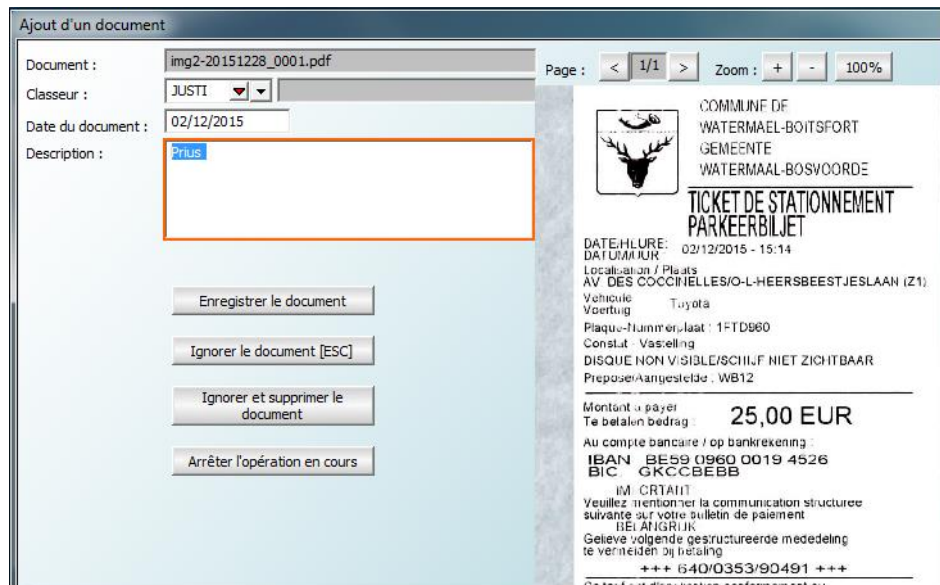 Ajout d'un document
Document :
img2-20151228_0001.pdf
Classeur :
JUSTI
Date du document :
02/12/2015
Description :
Prius
Enregistrer le document
Ignorer le document [ESC]
Ignorer et supprimer le
document
Arrêter l'opération en cours
Page : < 1/1 > Zoom : + - 100%
COMMUNE DE
WATERMAEL-BOITSFORT
GEMEENTE
WATERMAAL-BOSVOORDE
TICKET DE STATIONNEMENT
PARKEERBILJET
DATE/HEURE:
DATUM/UUR
02/12/2015 - 15:14
Localisation / Plaats
AV. DES COCCINELLES/O-L-HEERSBEESTJESLAAN (Z1)
Vehicule
Voertuig
Toyota
Plaque-Nummerplaat : 1FTD960
Constat - Vastelling
DISQUE NON VISIBLE/SCHIJF NIET ZICHTBAAR
Prepose/Aangestelde : WB12
Montant a payer
Te betalen bedrag :
25,00 EUR
Au compte bancaire / op bankrekening :
IBAN BE59 0960 0019 4526
BIC GKCCBEBB
IMPORTANT
Veuillez mentionner la communication structuree
suivante sur votre bulletin de paiement
BELANGRIJK
Gelieve volgende gestructureerde mededeling
te vermelden bij betaling
+++ 640/0353/90491 +++